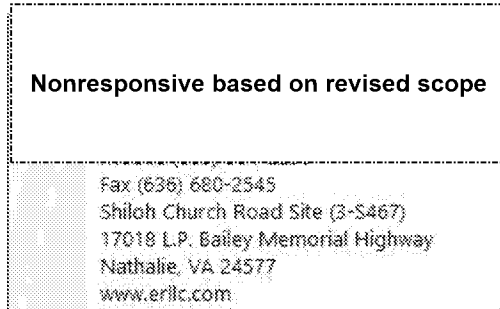 Nonresponsive based on revised scope
Fax (636) 680-2545
Shiloh Church Road Site (3-S467)
17018 L.P. Bailey Memorial Highway
Nathalie, VA 24577
www.erllc.com